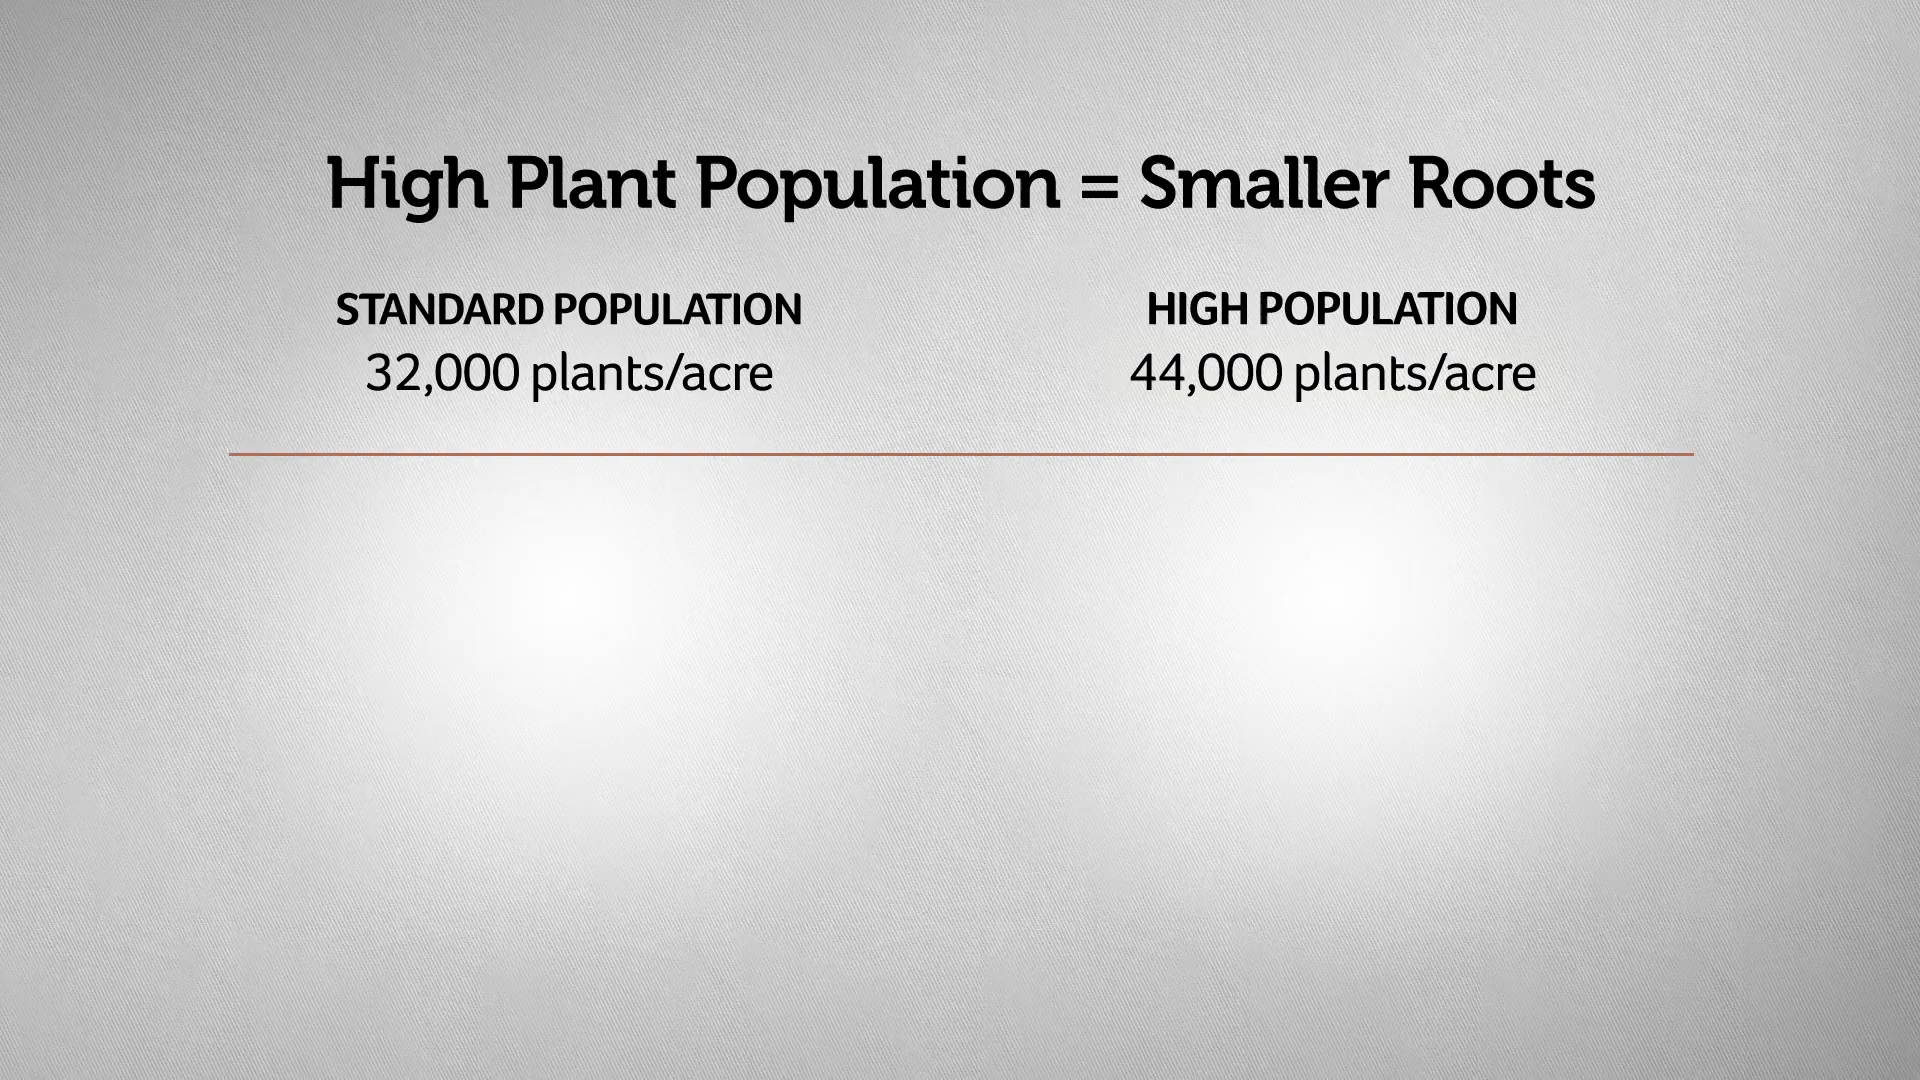 High Plant Population = Smaller Roots
STANDARD POPULATION
32,000 plants/acre
HIGH POPULATION
44,000 plants/acre